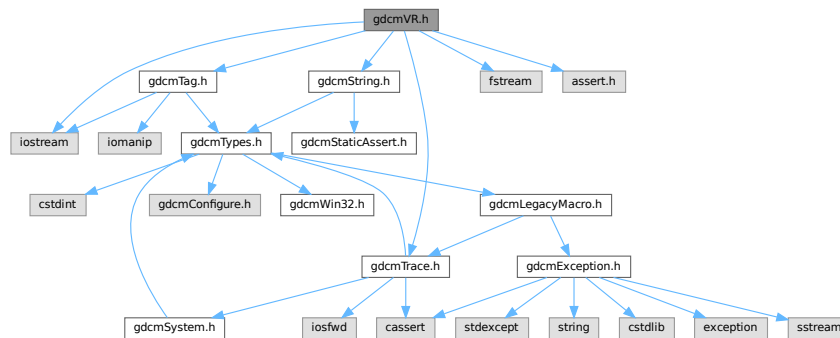 gdcmVR.h
gdcmTag.h
gdcmString.h
fstream
assert.h
iostream
iomanip
gdcmTypes.h
gdcmStaticAssert.h
cstdint
gdcmConfigure.h
gdcmWin32.h
gdcmLegacyMacro.h
gdcmTrace.h
gdcmException.h
gdcmSystem.h
iosfwd
cassert
stdexcept
string
cstdlib
exception
sstream